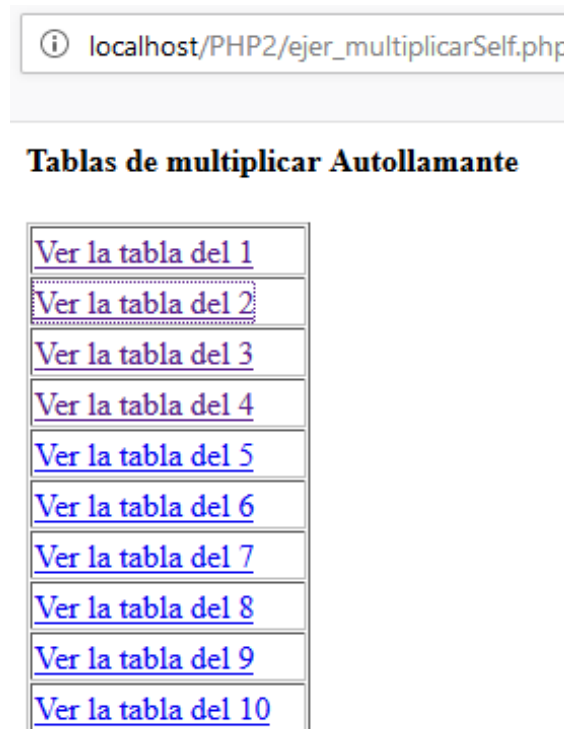 localhost/PHP2/ejer_multiplicarSelf.php
Tablas de multiplicar Autollamante
Ver la tabla del 1
Ver la tabla del 2
Ver la tabla del 3
Ver la tabla del 4
Ver la tabla del 5
Ver la tabla del 6
Ver la tabla del 7
Ver la tabla del 8
Ver la tabla del 9
Ver la tabla del 10